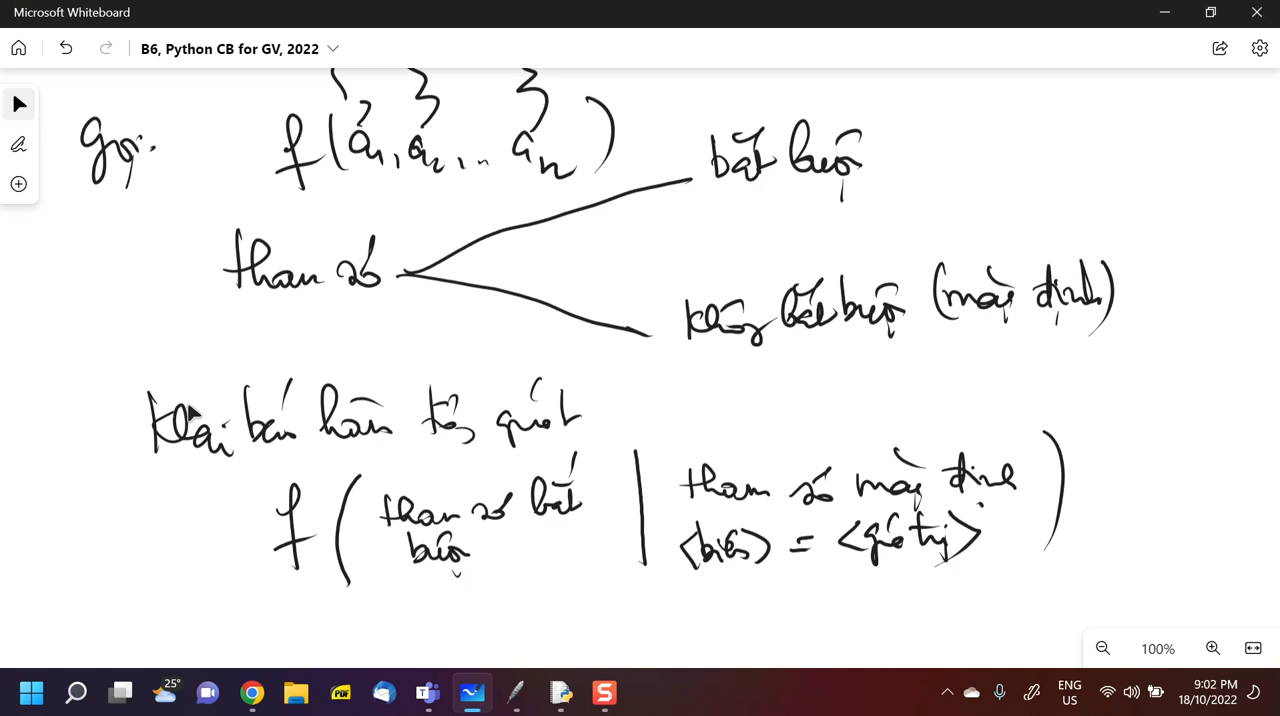 Microsoft Whiteboard
B6, Python CB for GV, 2022
Gọi: f(a1, a2, .. an)
bắt buộc
tham số
không bắt buộc (mặc định)
Khai báo hàm tổng quát
f ( tham số bắt buộc | tham số mặc định
<biến> = <giá trị> )
100%
25°
PDF
S
ENG
US
9:02 PM
18/10/2022